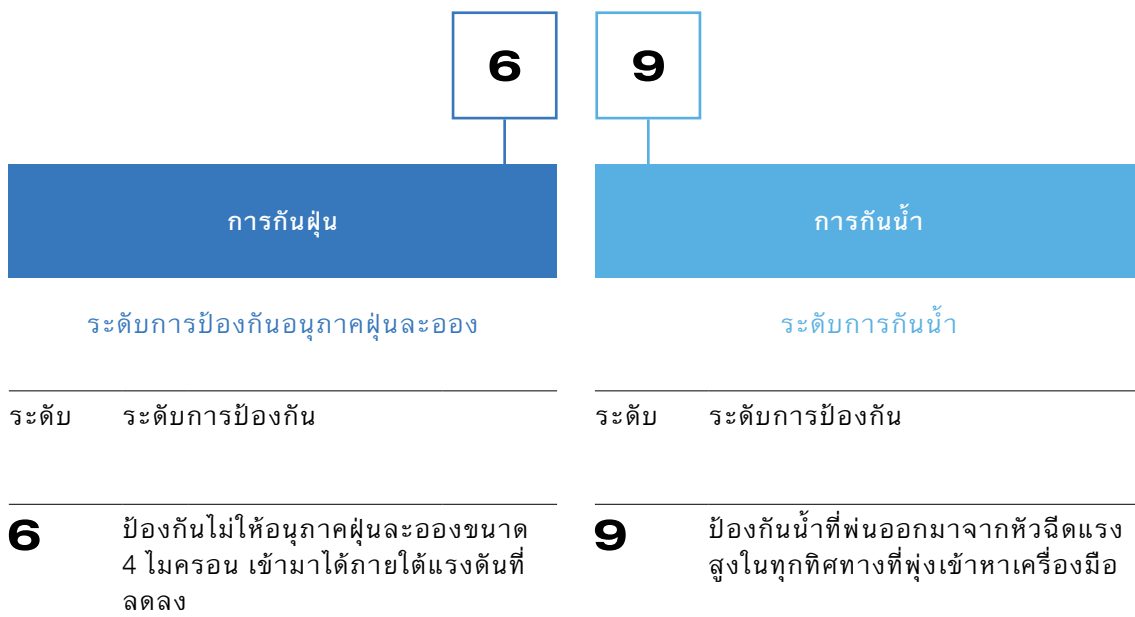 6
9
การกันฝุ่น
การกันน้ำ
ระดับการป้องกันอนุภาคฝุ่นละออง
ระดับการกันน้ำ
ระดับ ระดับการป้องกัน
ระดับ ระดับการป้องกัน
6 ป้องกันไม่ให้อนุภาคฝุ่นละอองขนาด
4 ไมครอน เข้ามาได้ภายใต้แรงดันที่
ลดลง
9 ป้องกันน้ำที่พ่นออกมาจากหัวฉีดแรง
สูงในทุกทิศทางที่พุ่งเข้าหาเครื่องมือ